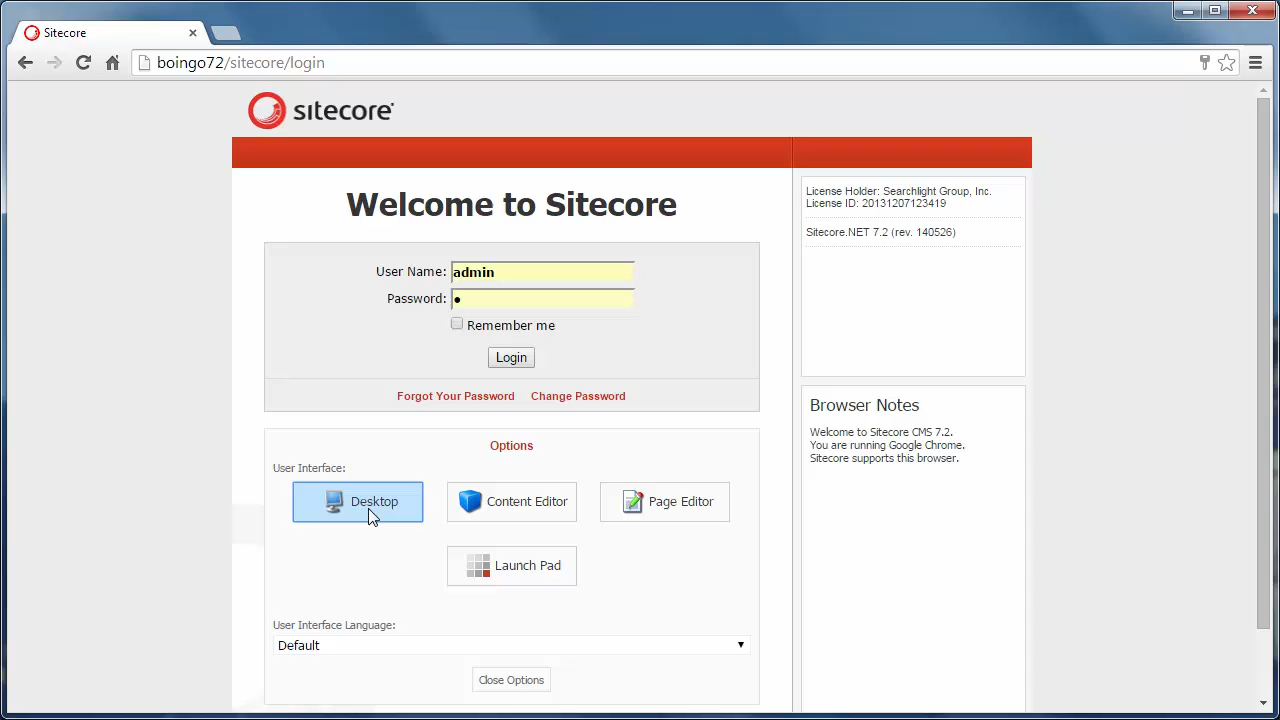 Sitecore
boingo72/sitecore/login
sitecore
Welcome to Sitecore
User Name: admin
Password: •
Remember me
Login
Forgot Your Password Change Password
Options
User Interface:
Desktop Content Editor Page Editor
Launch Pad
User Interface Language:
Default
Close Options
License Holder: Searchlight Group, Inc.
License ID: 20131207123419
Sitecore.NET 7.2 (rev. 140526)
Browser Notes
Welcome to Sitecore CMS 7.2.
You are running Google Chrome.
Sitecore supports this browser.